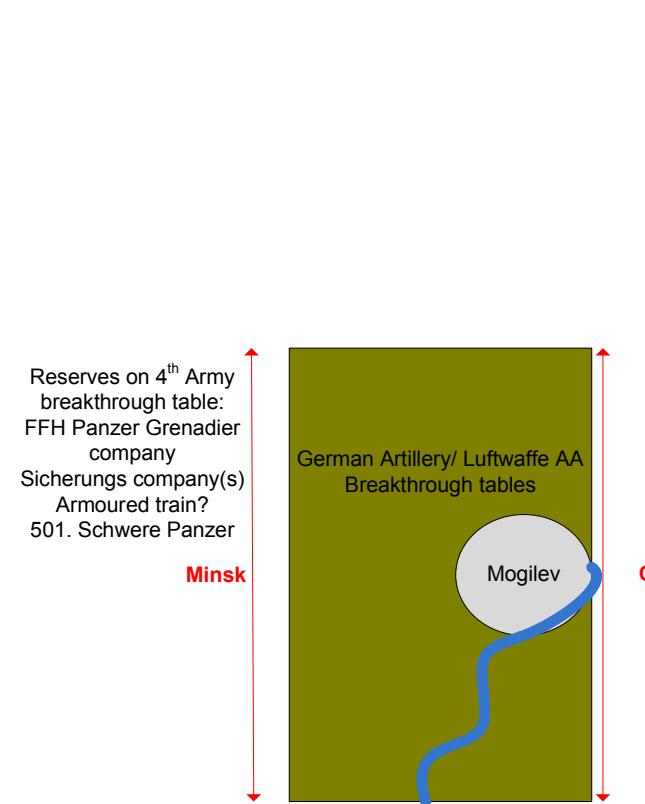 Reserves on 4th Army
breakthrough table:
FFH Panzer Grenadier
company
Sicherungs company(s)
Armoured train?
501. Schwere Panzer
Minsk
German Artillery/ Luftwaffe AA
Breakthrough tables
Mogilev